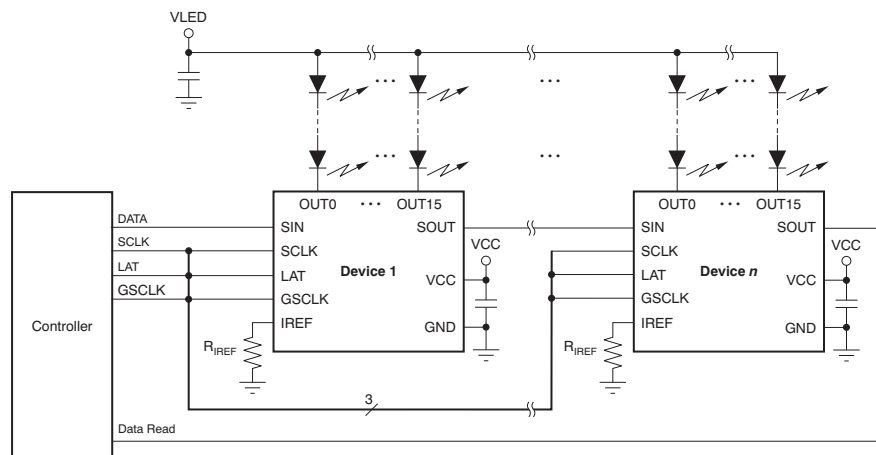 VLED
OUT0 ••• OUT15
OUT0 ••• OUT15
Controller
DATA
SCLK
LAT
GSCLK
Data Read
SIN
SCLK
LAT
GSCLK
IREF
Device 1
SOUT
VCC
GND
VCC
RIREF
3
SIN
SCLK
LAT
GSCLK
IREF
Device n
SOUT
VCC
GND
VCC
RIREF